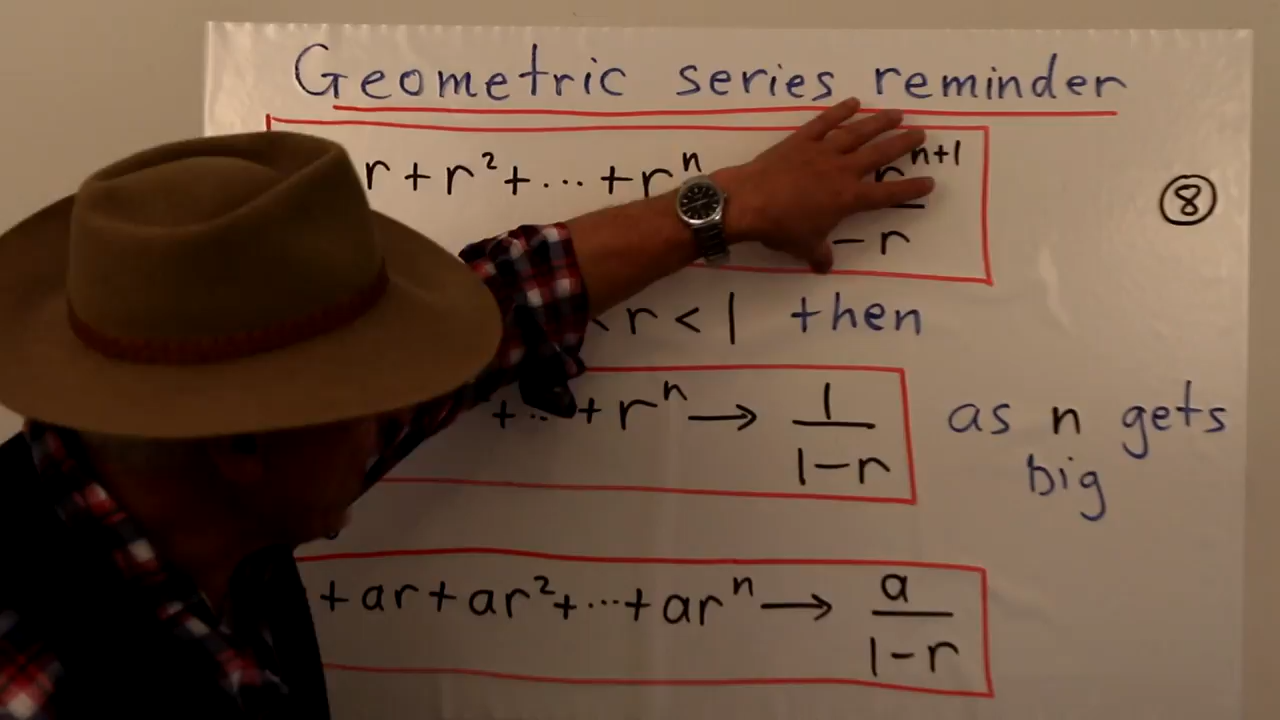 Geometric series reminder
r + r² + ... + rⁿ rⁿ⁺¹
– r
8
< r < 1 then
+ ... + rⁿ → 1/(1–r) as n gets
big
+ ar + ar² + ... + arⁿ → a/(1–r)